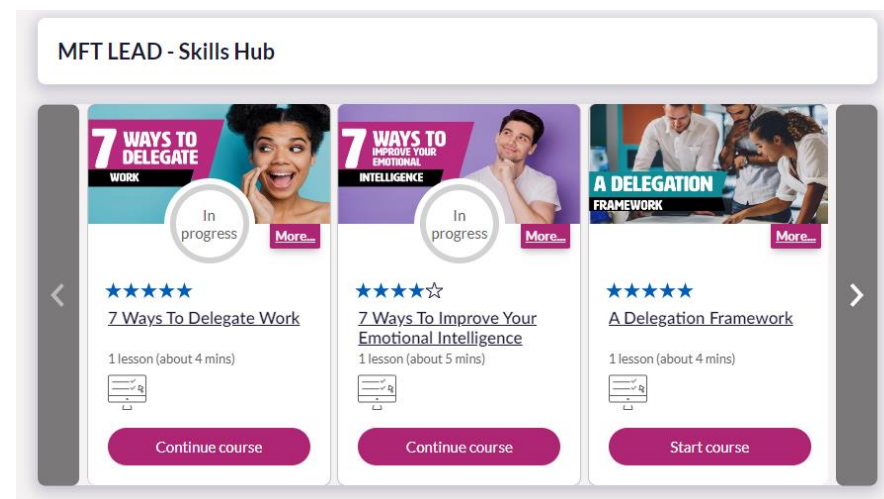 MFT LEAD - Skills Hub
7 WAYS TO
DELEGATE
WORK
In
progress
More...
★★★★★
7 Ways To Delegate Work
1 lesson (about 4 mins)
Continue course
7 WAYS TO
IMPROVE YOUR
EMOTIONAL
INTELLIGENCE
In
progress
More...
★★★★☆
7 Ways To Improve Your
Emotional Intelligence
1 lesson (about 5 mins)
Continue course
A DELEGATION
FRAMEWORK
More...
★★★★★
A Delegation Framework
1 lesson (about 4 mins)
Start course